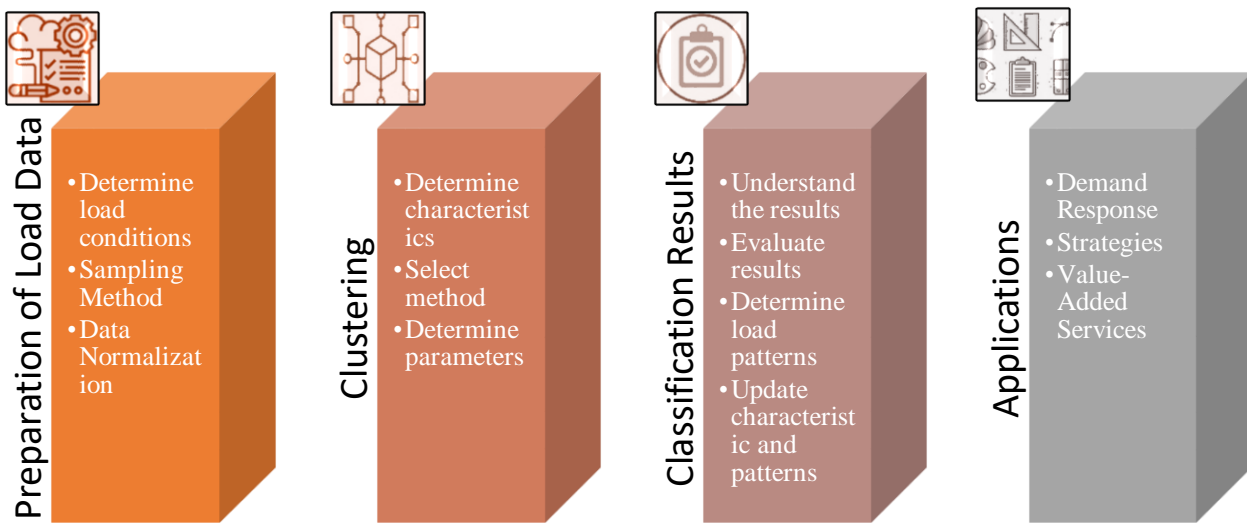 Preparation of Load Data
•Determine
load
conditions
•Sampling
Method
•Data
Normalizat
ion
Clustering
•Determine
characterist
ics
•Select
method
•Determine
parameters
Classification Results
•Understand
the results
•Evaluate
results
•Determine
load
patterns
•Update
characterist
ic and
patterns
Applications
•Demand
Response
•Strategies
•Value-
Added
Services